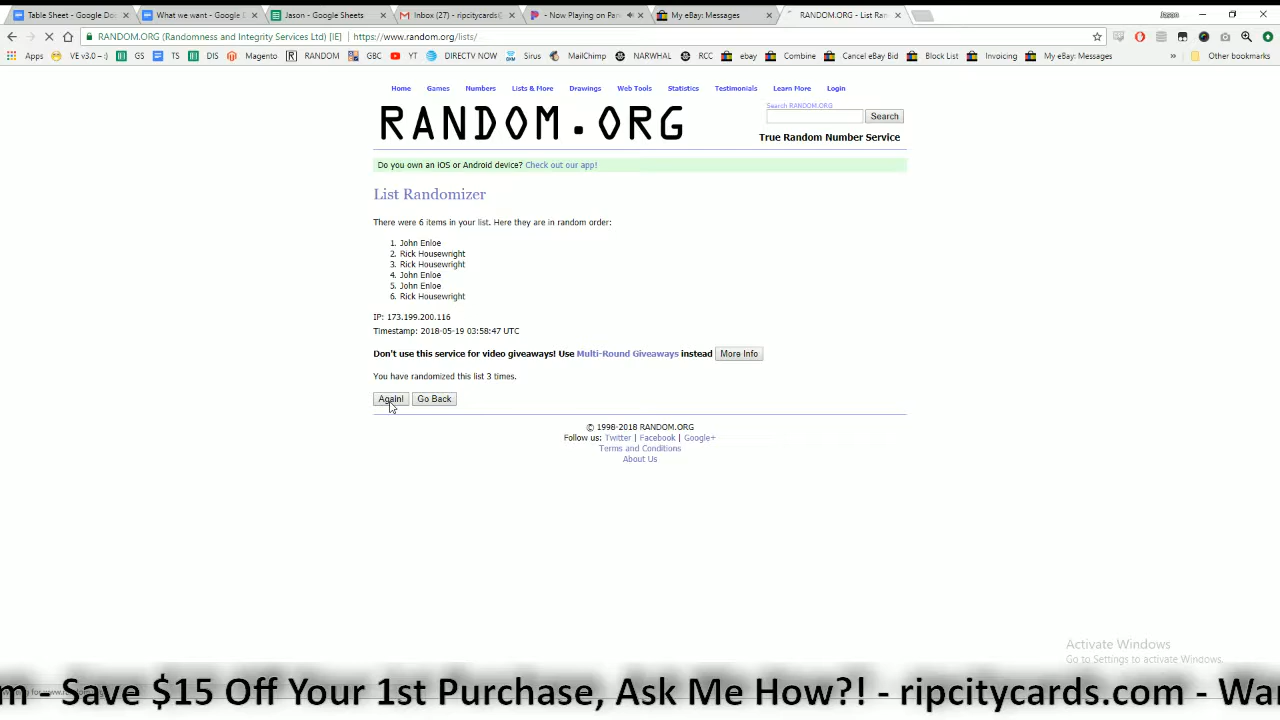 Table Sheet - Google Do
What we want - Google D
Jason - Google Sheets
Inbox (27) - ripcitycards@
- Now Playing on Pan
My eBay: Messages
RANDOM.ORG - List Ran
Jason
RANDOM.ORG (Randomness and Integrity Services Ltd) [IE]
https://www.random.org/lists/
Apps
VE v3.0 – :)
GS
TS
DIS
Magento
RANDOM
GBC
YT
DIRECTV NOW
Sirus
MailChimp
NARWHAL
RCC
ebay
Combine
Cancel eBay Bid
Block List
Invoicing
My eBay: Messages
»
Other bookmarks
Home
Games
Numbers
Lists & More
Drawings
Web Tools
Statistics
Testimonials
Learn More
Login
RANDOM.ORG
Search RANDOM.ORG
Search
True Random Number Service
Do you own an iOS or Android device? Check out our app!
List Randomizer
There were 6 items in your list. Here they are in random order:
1. John Enloe
2. Rick Housewright
3. Rick Housewright
4. John Enloe
5. John Enloe
6. Rick Housewright
IP: 173.199.200.116
Timestamp: 2018-05-19 03:58:47 UTC
Don't use this service for video giveaways! Use Multi-Round Giveaways instead More Info
You have randomized this list 3 times.
Again! Go Back
© 1998-2018 RANDOM.ORG
Follow us: Twitter | Facebook | Google+
Terms and Conditions
About Us
Activate Windows
Go to Settings to activate Windows.
m - Save $15 Off Your 1st Purchase, Ask Me How?! - ripcitycards.com - Wan